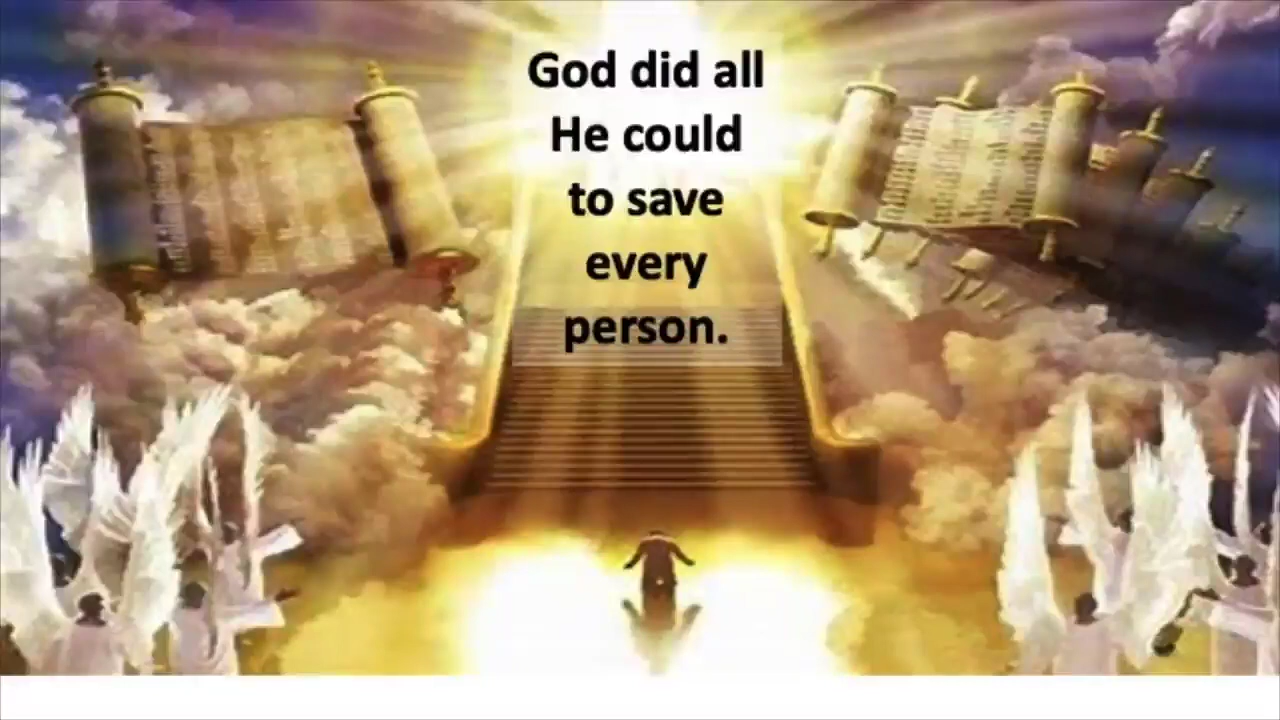 God did all
He could
to save
every
person.